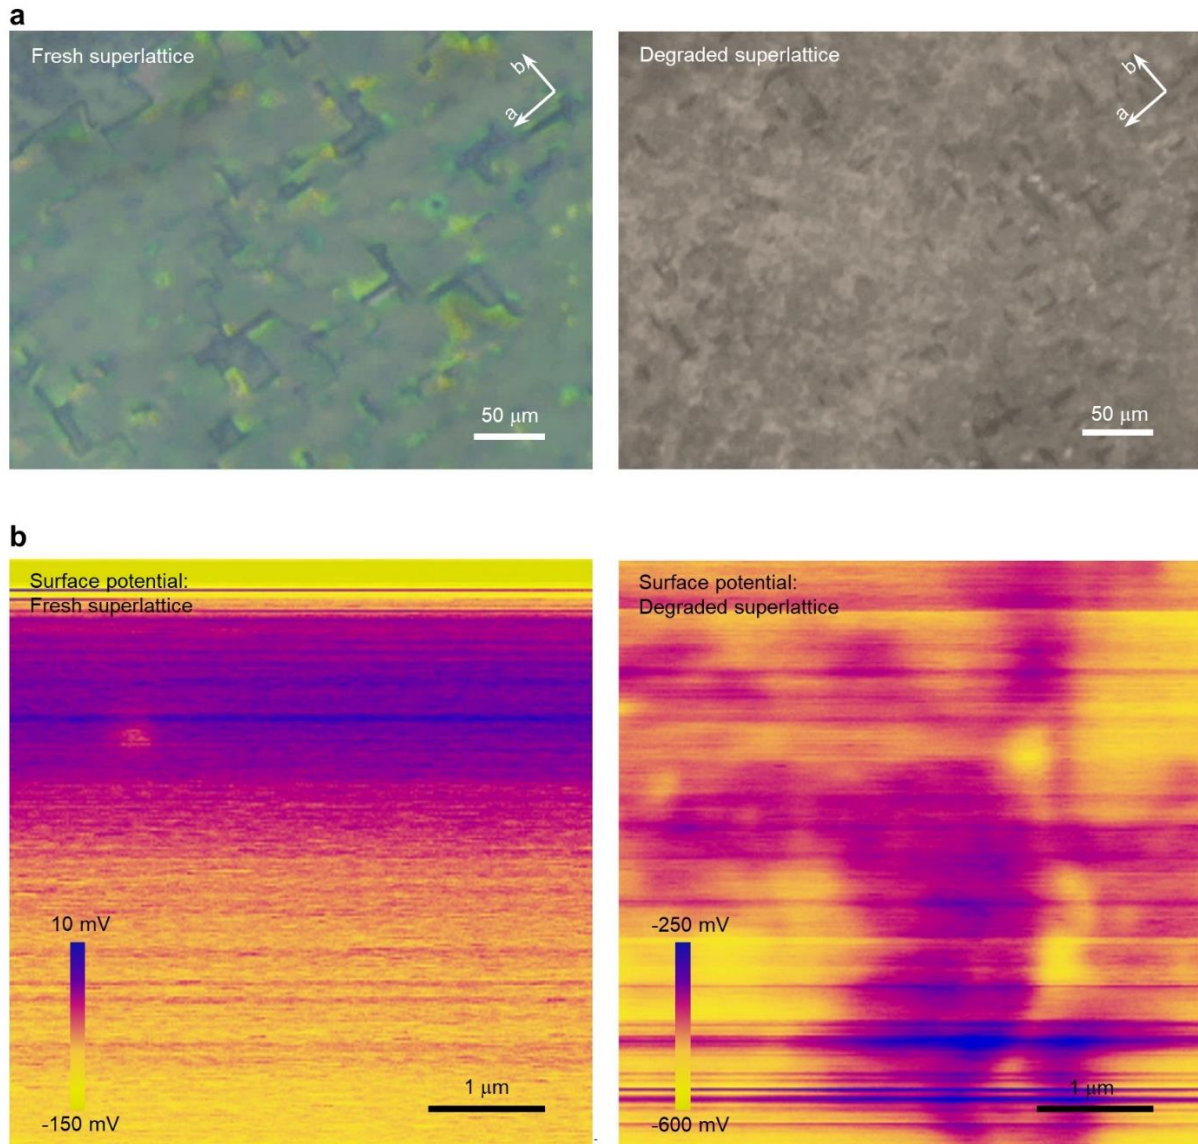 a
Fresh superlattice
b
a
50 μm
Degraded superlattice
b
a
50 μm
b
Surface potential:
Fresh superlattice
10 mV
-150 mV
1 μm
Surface potential:
Degraded superlattice
-250 mV
-600 mV
1 μm